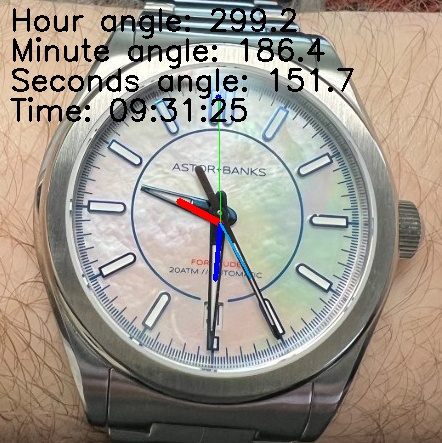 Hour angle: 299.2
Minute angle: 186.4
Seconds angle: 151.7
Time: 09:31:25
ASTOR+BANKS
20ATM // AUTOMATIC